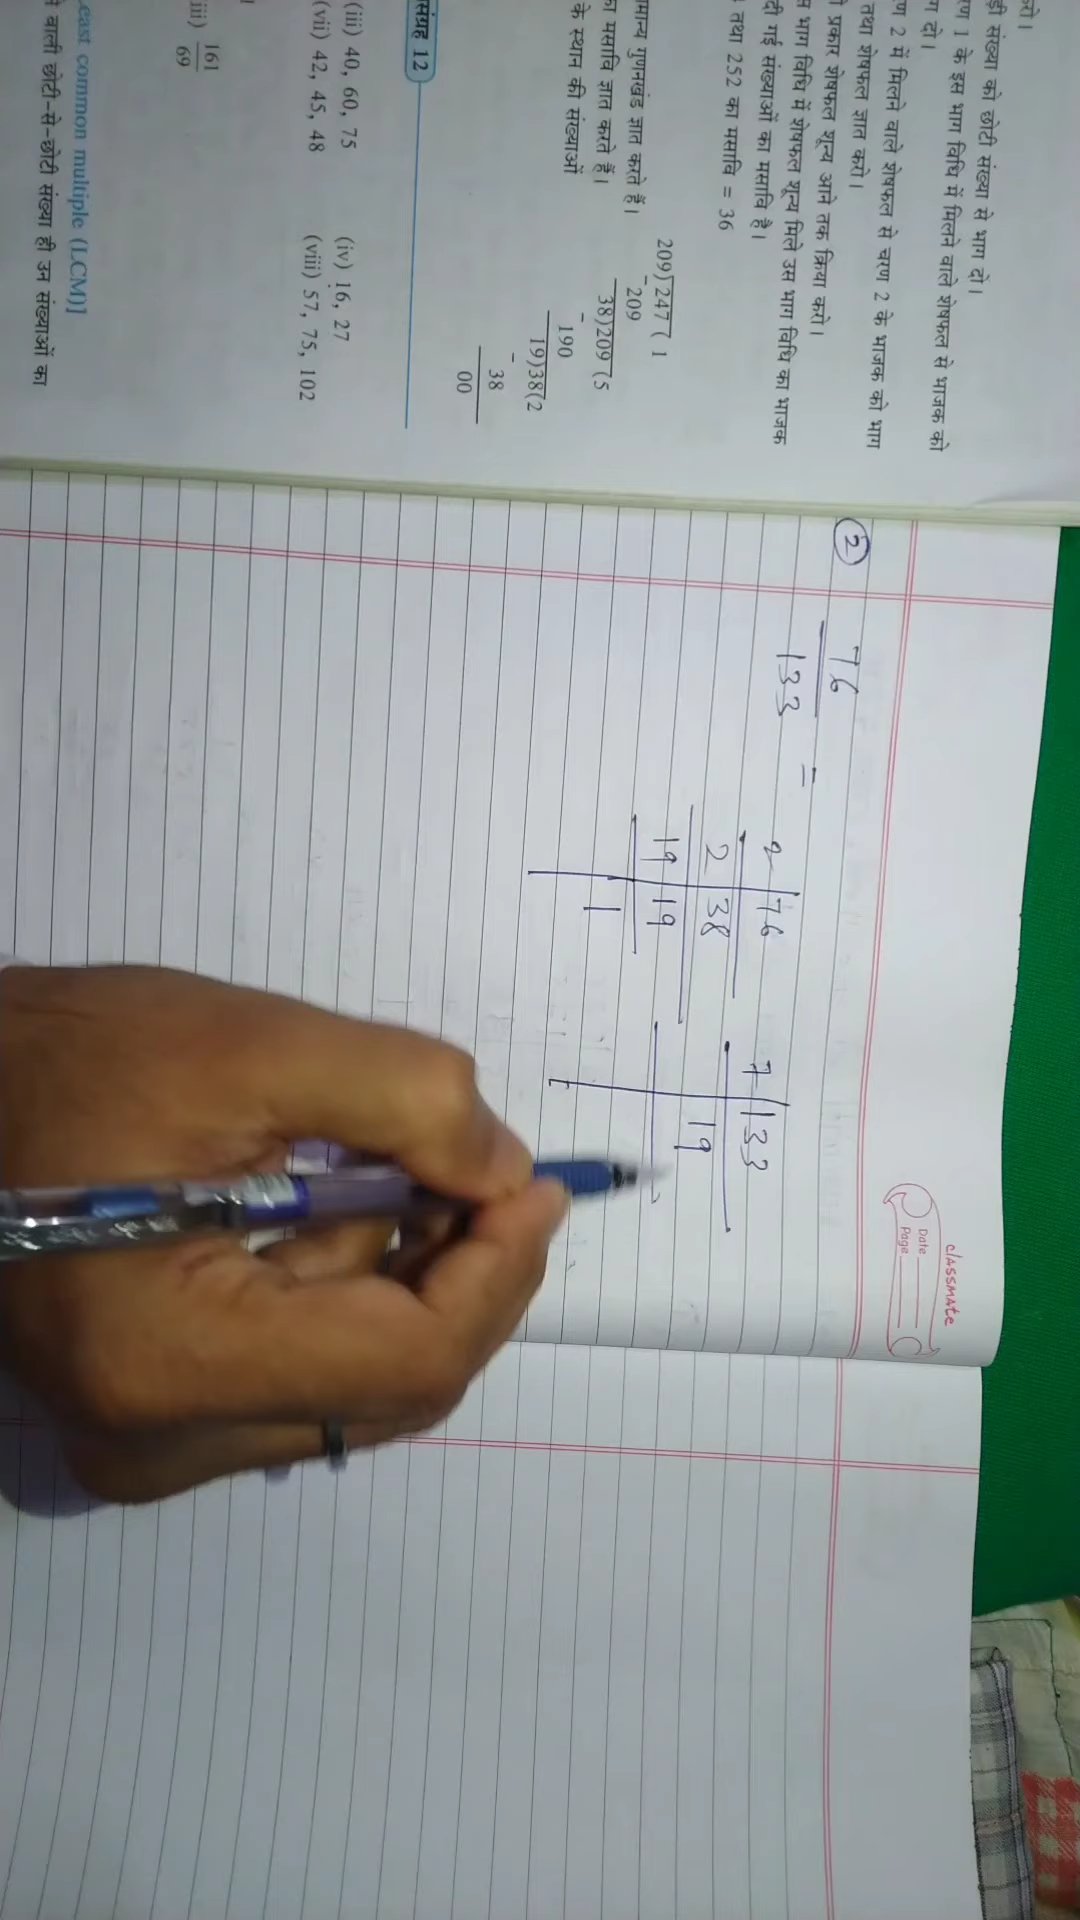 करो।
ड़ी संख्या को छोटी संख्या से भाग दो।
रण 1 के इस भाग विधि में मिलने वाले शेषफल से भाजक को
ग दो।
रण 2 में मिलने वाले शेषफल से चरण 2 के भाजक को भाग
तथा शेषफल ज्ञात करो।
ी प्रकार शेषफल शून्य आने तक क्रिया करो।
स भाग विधि में शेषफल शून्य मिले उस भाग विधि का भाजक
दी गई संख्याओं का मसावि है।
तथा 252 का मसावि = 36
मान्य गुणनखंड ज्ञात करते हैं।
का मसावि ज्ञात करते हैं।
के स्थान की संख्याओं
209)247( 1
- 209
38)209(5
- 190
19)38(2
- 38
00
संग्रह 12
(iii) 40, 60, 75 (iv) 16, 27
(vii) 42, 45, 48 (viii) 57, 75, 102
iii) 161
69
Least common multiple (LCM)]
े वाली छोटी-से-छोटी संख्या ही उन संख्याओं का
classmate
Date
Page
2 76
133 =
2 76
2 38
19 19
1
7 133
19